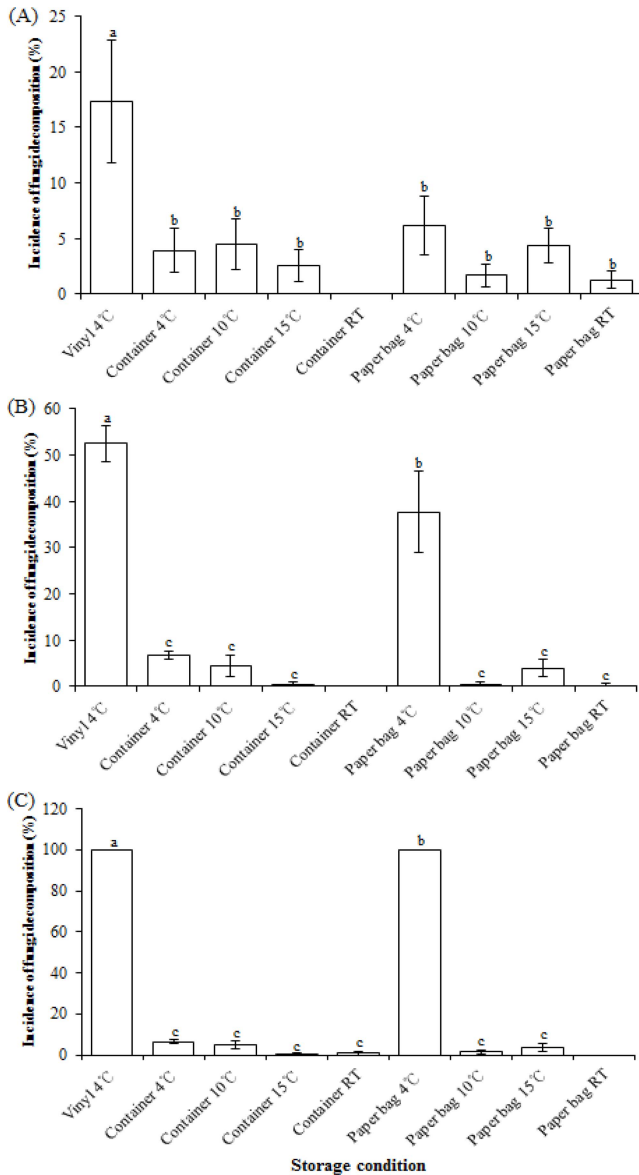 (A)
Incidence of fungi decomposition (%)
25
20
15
10
5
0
a
b
b
b
b
b
b
b
Vinyl 4℃
Container 4℃
Container 10℃
Container 15℃
Container RT
Paper bag 4℃
Paper bag 10℃
Paper bag 15℃
Paper bag RT
(B)
Incidence of fungi decomposition (%)
60
50
40
30
20
10
0
a
c
c
c
b
c
c
c
Vinyl 4℃
Container 4℃
Container 10℃
Container 15℃
Container RT
Paper bag 4℃
Paper bag 10℃
Paper bag 15℃
Paper bag RT
(C)
Incidence of fungi decomposition (%)
120
100
80
60
40
20
0
a
c
c
c
c
b
c
c
Vinyl 4℃
Container 4℃
Container 10℃
Container 15℃
Container RT
Paper bag 4℃
Paper bag 10℃
Paper bag 15℃
Paper bag RT
Storage condition